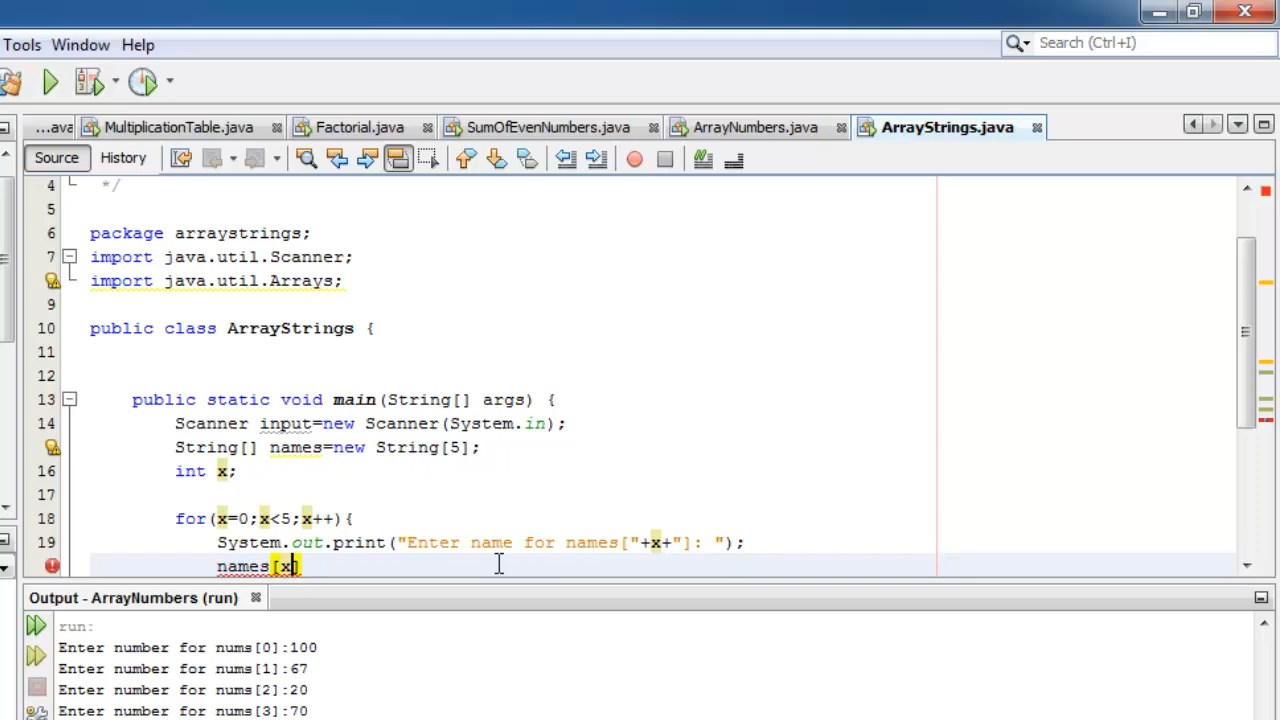 Tools Window Help
Search (Ctrl+I)
...ava MultiplicationTable.java Factorial.java SumOfEvenNumbers.java ArrayNumbers.java ArrayStrings.java
Source History
4 */
5
6 package arraystrings;
7 import java.util.Scanner;
import java.util.Arrays;
9
10 public class ArrayStrings {
11
12
13 public static void main(String[] args) {
14 Scanner input=new Scanner(System.in);
String[] names=new String[5];
16 int x;
17
18 for(x=0;x<5;x++){
19 System.out.print("Enter name for names["+x+"]: ");
names[x]
Output - ArrayNumbers (run)
run:
Enter number for nums[0]:100
Enter number for nums[1]:67
Enter number for nums[2]:20
Enter number for nums[3]:70